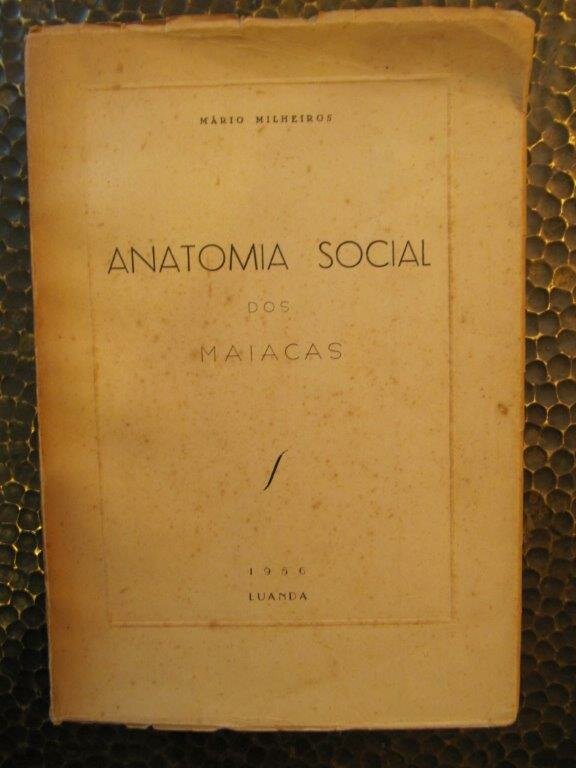 MÁRIO MILHEIROS
ANATOMIA SOCIAL
DOS
MAIACAS
1956
LUANDA